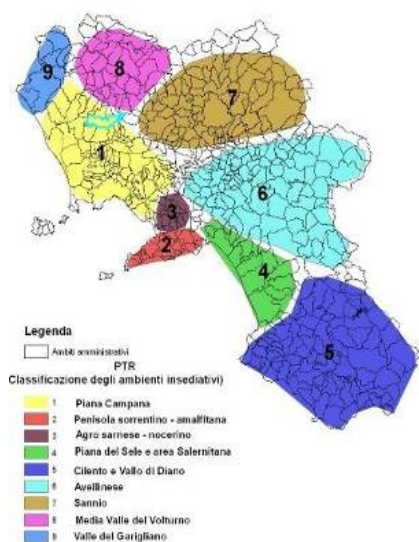 9
8
7
1
6
3
2
4
5
Legenda
Ambiti amministrativi
PTR
Classificazione degli ambienti insediativi)
1 Piana Campana
2 Penisola sorrentino - amalfitana
3 Agro sarnese - nocerino
4 Piana del Sele e area Salernitana
5 Cilento e Vallo di Diano
6 Avellinese
7 Sannio
8 Media Valle del Volturno
9 Valle del Garigliano